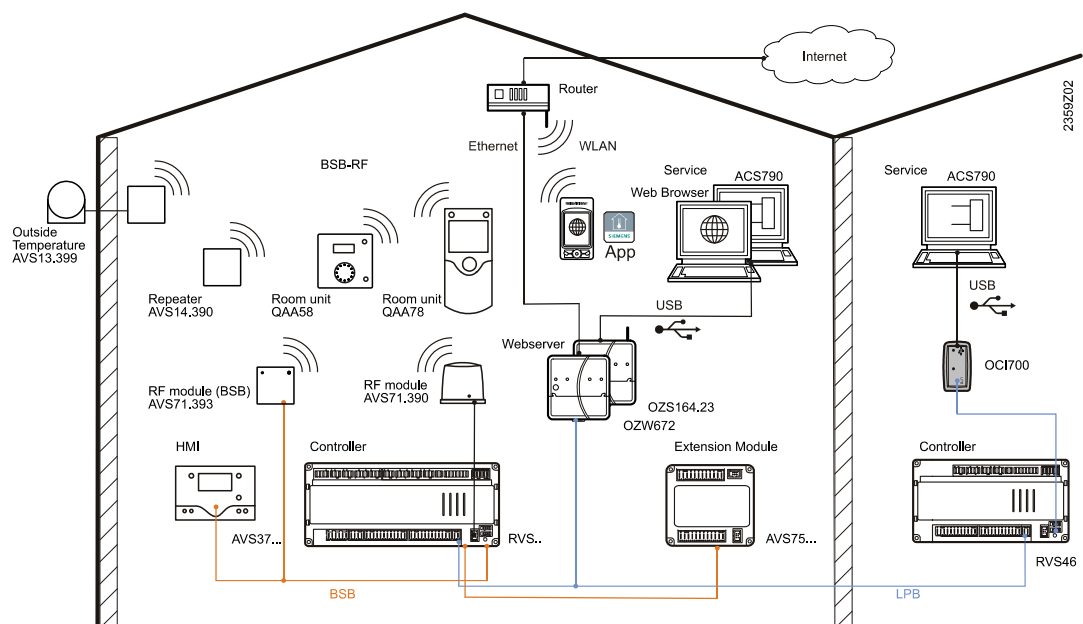 Internet
Router
2359Z02
Ethernet
WLAN
BSB-RF
Service
ACS790
Web Browser
Service
ACS790
SIEMENS
App
Outside
Temperature
AVS13.399
Repeater
AVS14.390
Room unit
QAA58
Room unit
QAA78
USB
USB
Webserver
RF module (BSB)
AVS71.393
RF module
AVS71.390
OCI700
OZS164.23
OZW672
HMI
Controller
Extension Module
Controller
AVS37...
RVS..
AVS75...
RVS46
BSB
LPB